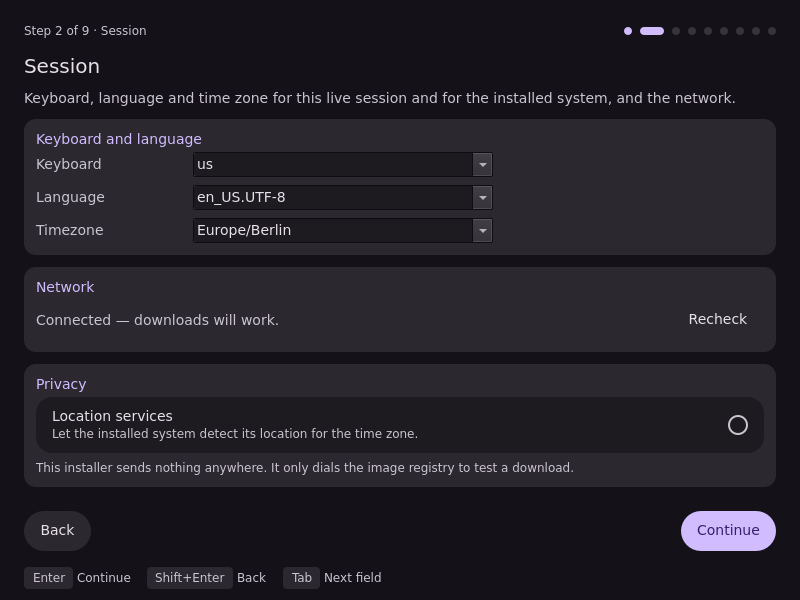 Step 2 of 9 · Session
Session
Keyboard, language and time zone for this live session and for the installed system, and the network.
Keyboard and language
Keyboard us
Language en_US.UTF-8
Timezone Europe/Berlin
Network
Connected — downloads will work. Recheck
Privacy
Location services
Let the installed system detect its location for the time zone.
This installer sends nothing anywhere. It only dials the image registry to test a download.
Back Continue
Enter Continue Shift+Enter Back Tab Next field